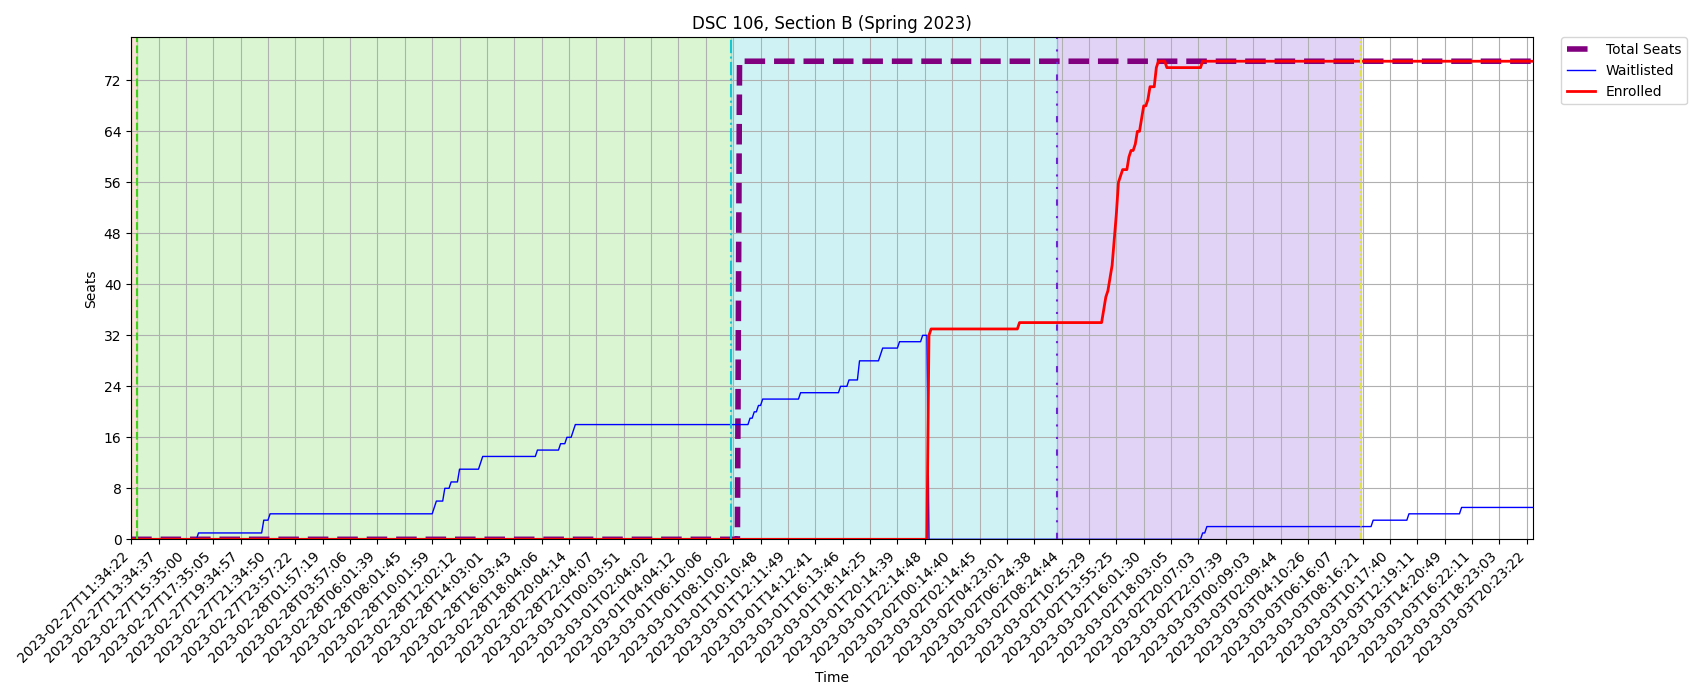 DSC 106, Section B (Spring 2023)
Total Seats
Waitlisted
Enrolled
Seats
72
64
56
48
40
32
24
16
8
0
2023-02-27T11:34:22
2023-02-27T13:34:37
2023-02-27T15:35:00
2023-02-27T17:35:05
2023-02-27T19:34:57
2023-02-27T21:34:50
2023-02-27T23:57:22
2023-02-28T01:57:19
2023-02-28T03:57:06
2023-02-28T06:01:39
2023-02-28T08:01:45
2023-02-28T10:01:59
2023-02-28T12:02:12
2023-02-28T14:03:01
2023-02-28T16:03:43
2023-02-28T18:04:06
2023-02-28T20:04:14
2023-02-28T22:04:07
2023-03-01T00:03:51
2023-03-01T02:04:02
2023-03-01T04:04:12
2023-03-01T06:10:06
2023-03-01T08:10:02
2023-03-01T10:10:48
2023-03-01T12:11:49
2023-03-01T14:12:41
2023-03-01T16:13:46
2023-03-01T18:14:25
2023-03-01T20:14:39
2023-03-01T22:14:48
2023-03-02T00:14:40
2023-03-02T02:14:45
2023-03-02T04:23:01
2023-03-02T06:24:38
2023-03-02T08:24:44
2023-03-02T10:25:29
2023-03-02T13:55:25
2023-03-02T16:01:30
2023-03-02T18:03:05
2023-03-02T20:07:03
2023-03-02T22:07:39
2023-03-03T00:09:03
2023-03-03T02:09:44
2023-03-03T04:10:26
2023-03-03T06:16:07
2023-03-03T08:16:21
2023-03-03T10:17:40
2023-03-03T12:19:11
2023-03-03T14:20:49
2023-03-03T16:22:11
2023-03-03T18:23:03
2023-03-03T20:23:22
Time